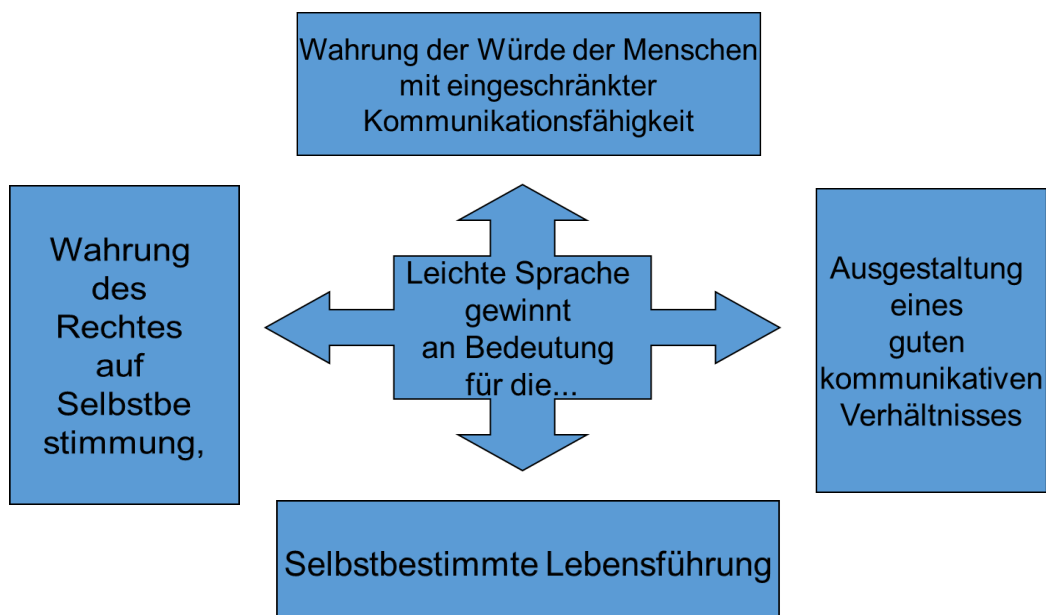 Wahrung der Würde der Menschen
mit eingeschränkter
Kommunikationsfähigkeit
Wahrung
des
Rechtes
auf
Selbstbe
stimmung,
Leichte Sprache
gewinnt
an Bedeutung
für die...
Ausgestaltung
eines
guten
kommunikativen
Verhältnisses
Selbstbestimmte Lebensführung